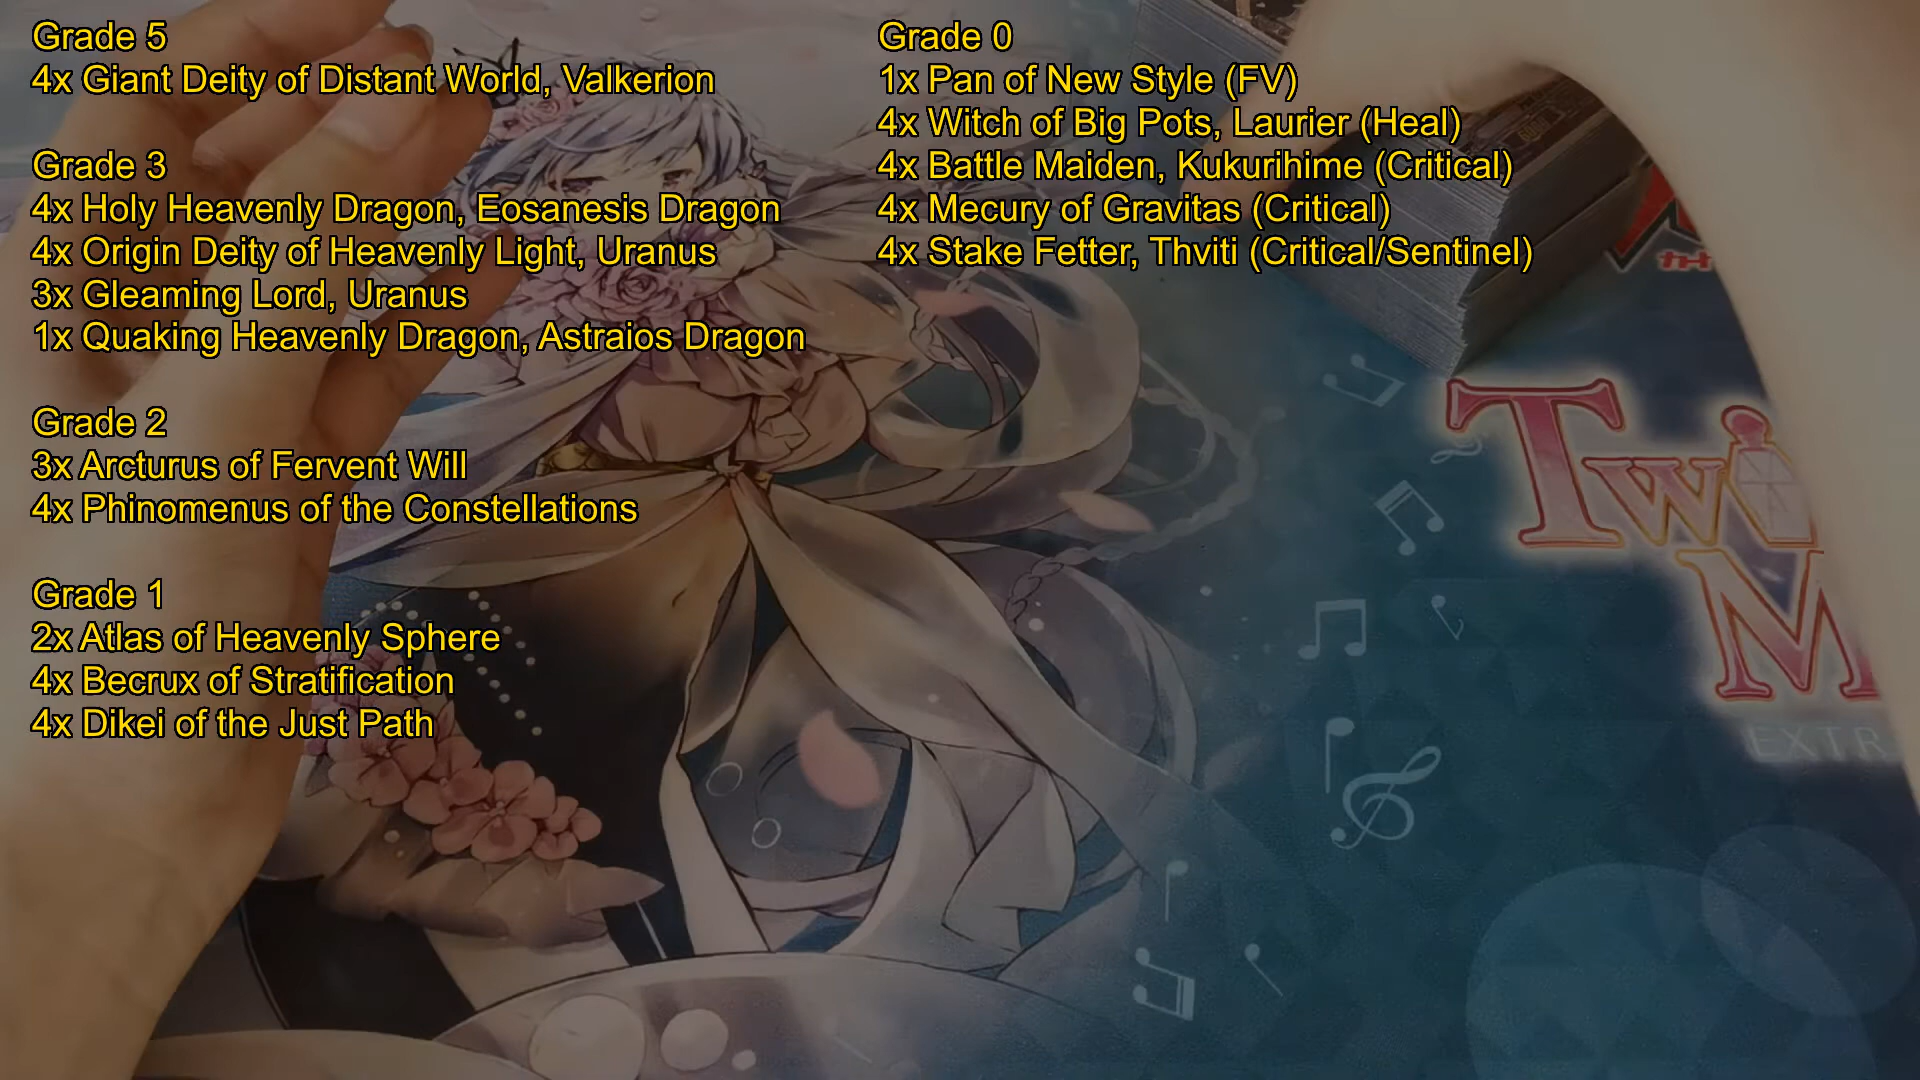 Grade 5
4x Giant Deity of Distant World, Valkerion
Grade 3
4x Holy Heavenly Dragon, Eosanesis Dragon
4x Origin Deity of Heavenly Light, Uranus
3x Gleaming Lord, Uranus
1x Quaking Heavenly Dragon, Astraios Dragon
Grade 2
3x Arcturus of Fervent Will
4x Phinomenus of the Constellations
Grade 1
2x Atlas of Heavenly Sphere
4x Becrux of Stratification
4x Dikei of the Just Path
Grade 0
1x Pan of New Style (FV)
4x Witch of Big Pots, Laurier (Heal)
4x Battle Maiden, Kukurihime (Critical)
4x Mecury of Gravitas (Critical)
4x Stake Fetter, Thviti (Critical/Sentinel)
Twi
M
EXTR